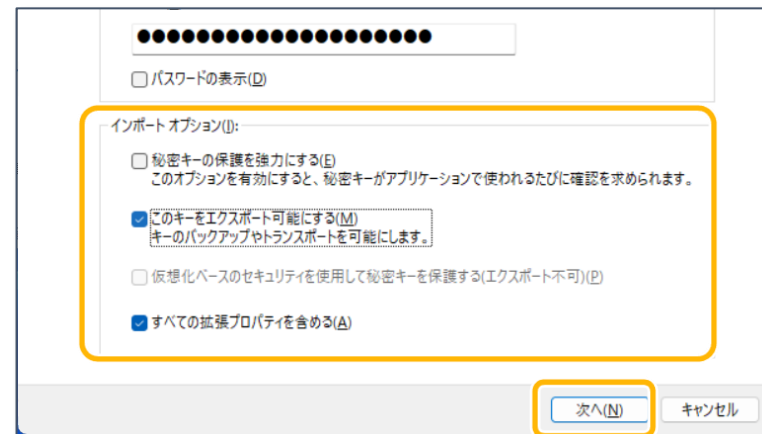 ●●●●●●●●●●●●●●●●●●●●
パスワードの表示(D)
インポート オプション(I):
秘密キーの保護を強力にする(E)
このオプションを有効にすると、秘密キーがアプリケーションで使われるたびに確認を求められます。
このキーをエクスポート可能にする(M)
キーのバックアップやトランスポートを可能にします。
仮想化ベースのセキュリティを使用して秘密キーを保護する(エクスポート不可)(P)
すべての拡張プロパティを含める(A)
次へ(N)
キャンセル